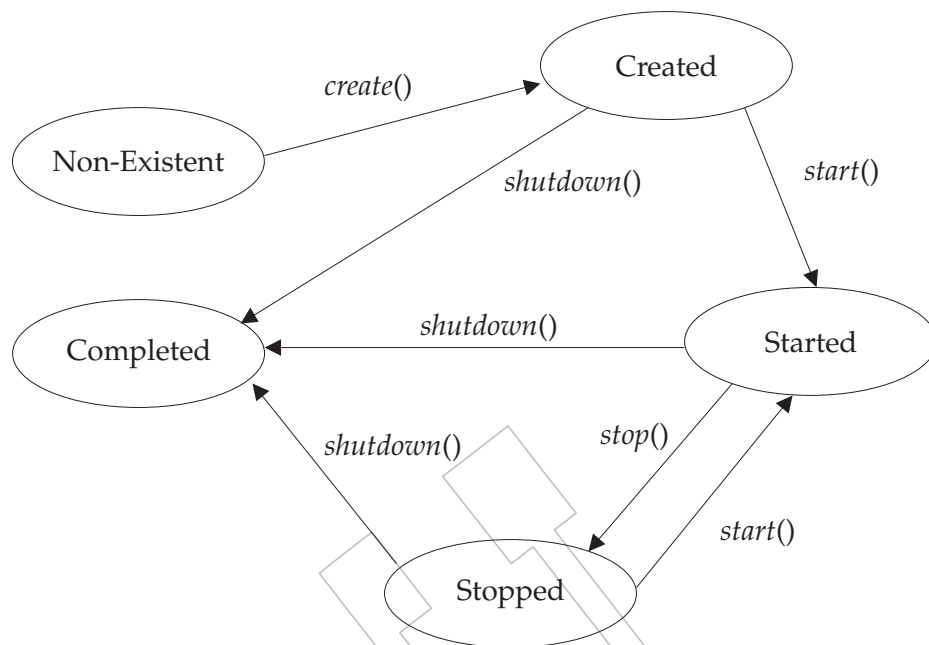 Created
create()
Non-Existent
shutdown()
start()
shutdown()
Completed
Started
stop()
shutdown()
start()
Stopped